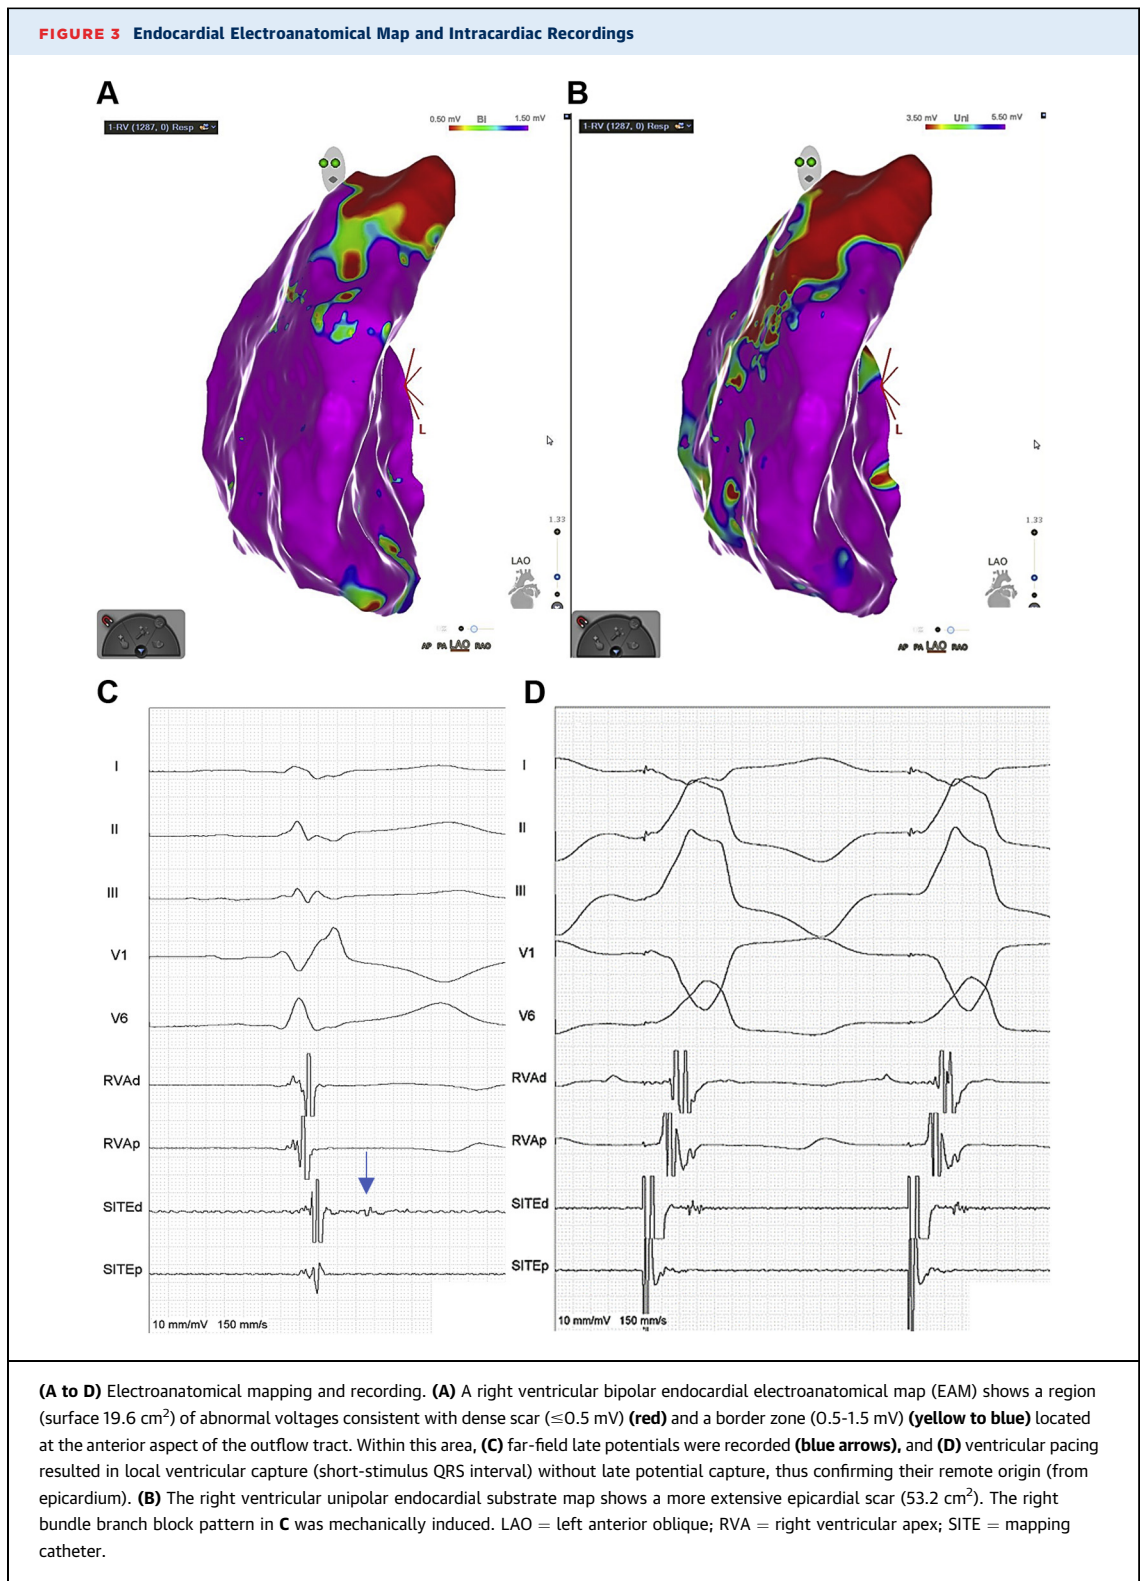 FIGURE 3 Endocardial Electroanatomical Map and Intracardiac Recordings
A
B
1-RV (1287, 0) Resp
0.50 mV Bi 1.50 mV
1-RV (1287, 0) Resp
3.50 mV Uni 5.50 mV
L
L
1.33
1.33
LAO
LAO
AP PA LAO RAO
AP PA LAO RAO
C
D
I
II
III
V1
V6
RVAd
RVAp
SITEd
SITEp
10 mm/mV 150 mm/s
I
II
III
V1
V6
RVAd
RVAp
SITEd
SITEp
10 mm/mV 150 mm/s
(A to D) Electroanatomical mapping and recording. (A) A right ventricular bipolar endocardial electroanatomical map (EAM) shows a region
(surface 19.6 cm²) of abnormal voltages consistent with dense scar (≤0.5 mV) (red) and a border zone (0.5-1.5 mV) (yellow to blue) located
at the anterior aspect of the outflow tract. Within this area, (C) far-field late potentials were recorded (blue arrows), and (D) ventricular pacing
resulted in local ventricular capture (short-stimulus QRS interval) without late potential capture, thus confirming their remote origin (from
epicardium). (B) The right ventricular unipolar endocardial substrate map shows a more extensive epicardial scar (53.2 cm²). The right
bundle branch block pattern in C was mechanically induced. LAO = left anterior oblique; RVA = right ventricular apex; SITE = mapping
catheter.